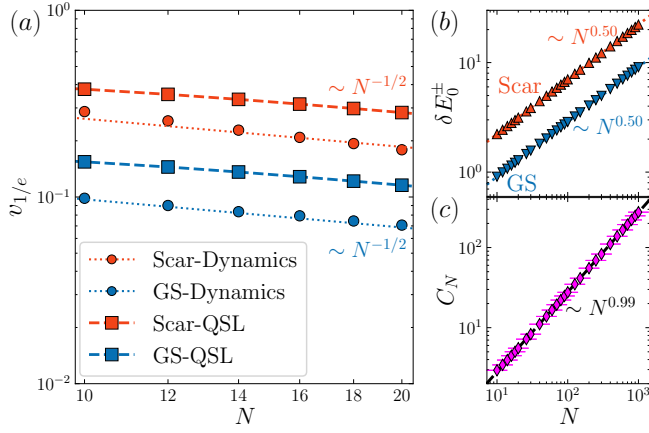 (a)
10^0
10^{-1}
10^{-2}
v_{1/e}
∼ N^{-1/2}
∼ N^{-1/2}
Scar-Dynamics
GS-Dynamics
Scar-QSL
GS-QSL
10 12 14 16 18 20
N
(b)
10^1
10^0
δE_0^±
∼ N^{0.50}
Scar
∼ N^{0.50}
GS
(c)
10^2
10^1
C_N
∼ N^{0.99}
10^1 10^2 10^3
N